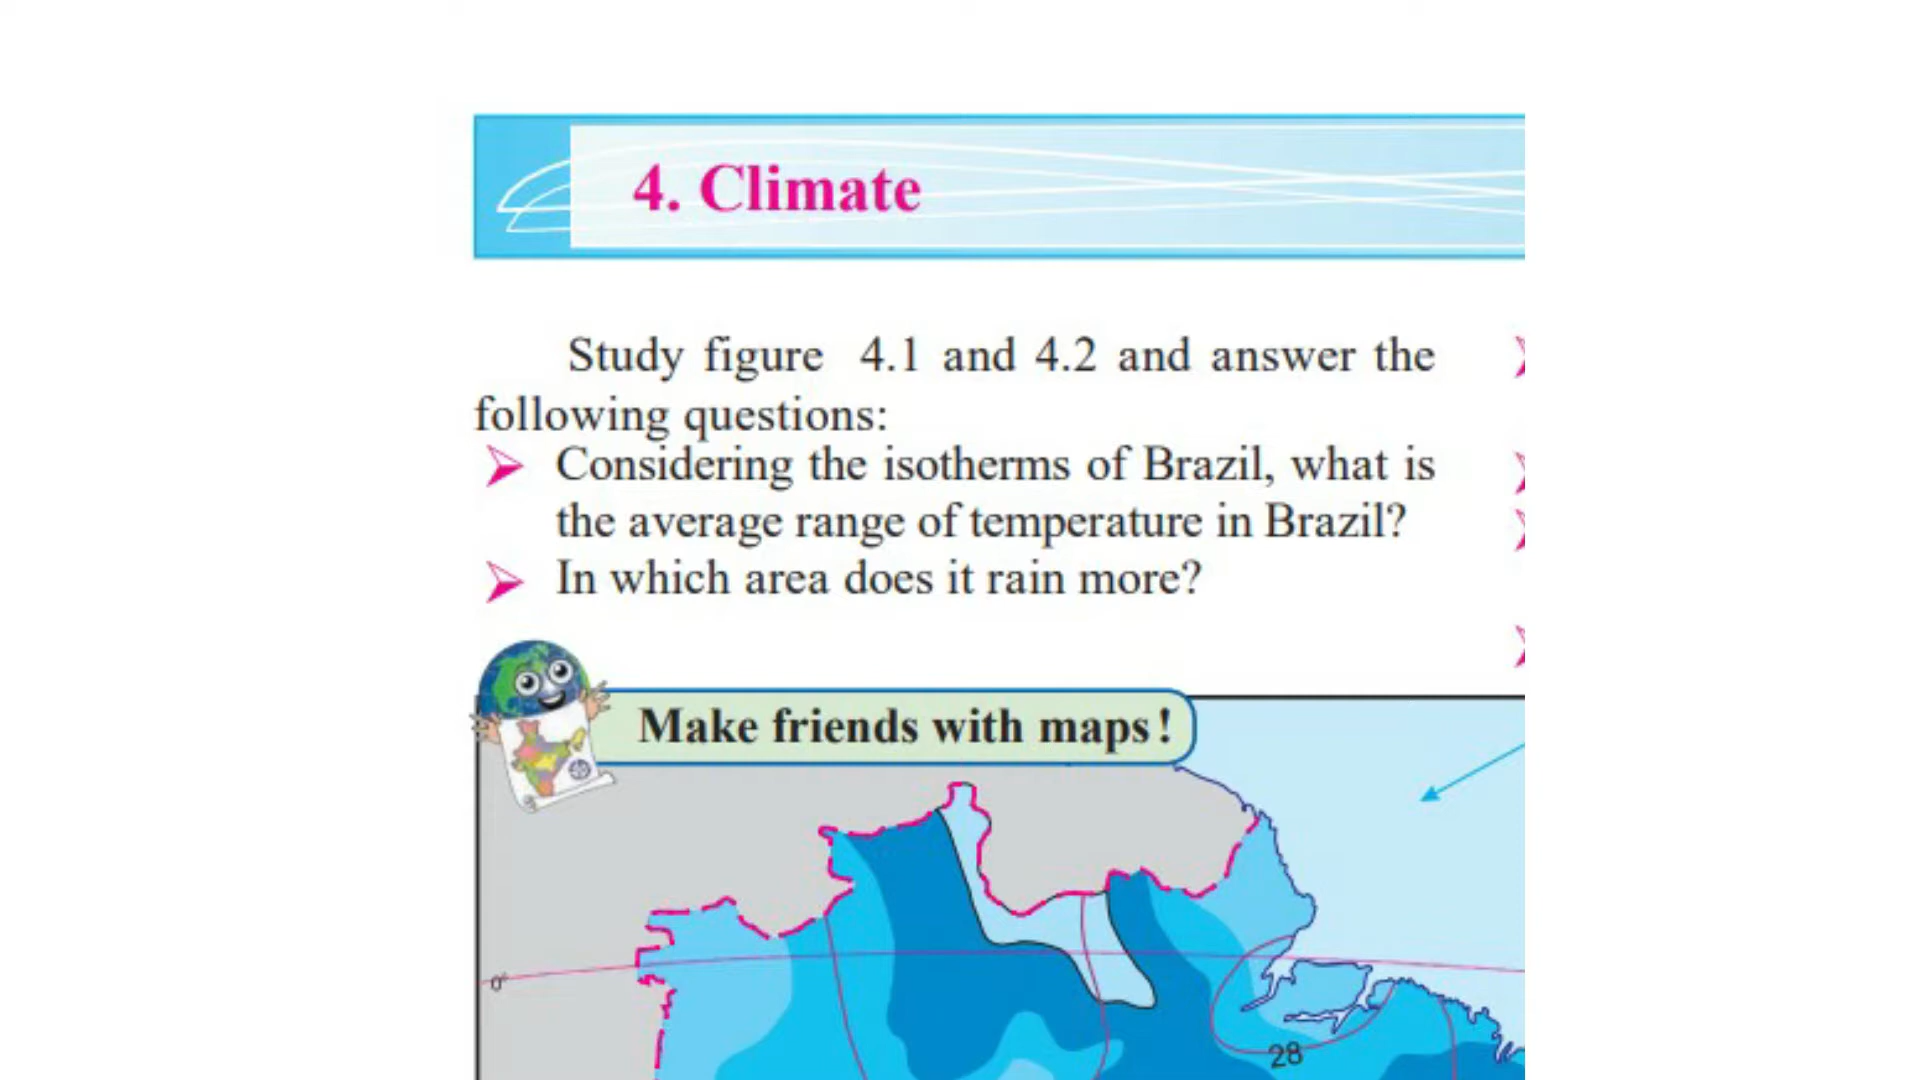 4. Climate
Study figure 4.1 and 4.2 and answer the
following questions:
Considering the isotherms of Brazil, what is
the average range of temperature in Brazil?
In which area does it rain more?
Make friends with maps!
0°
28